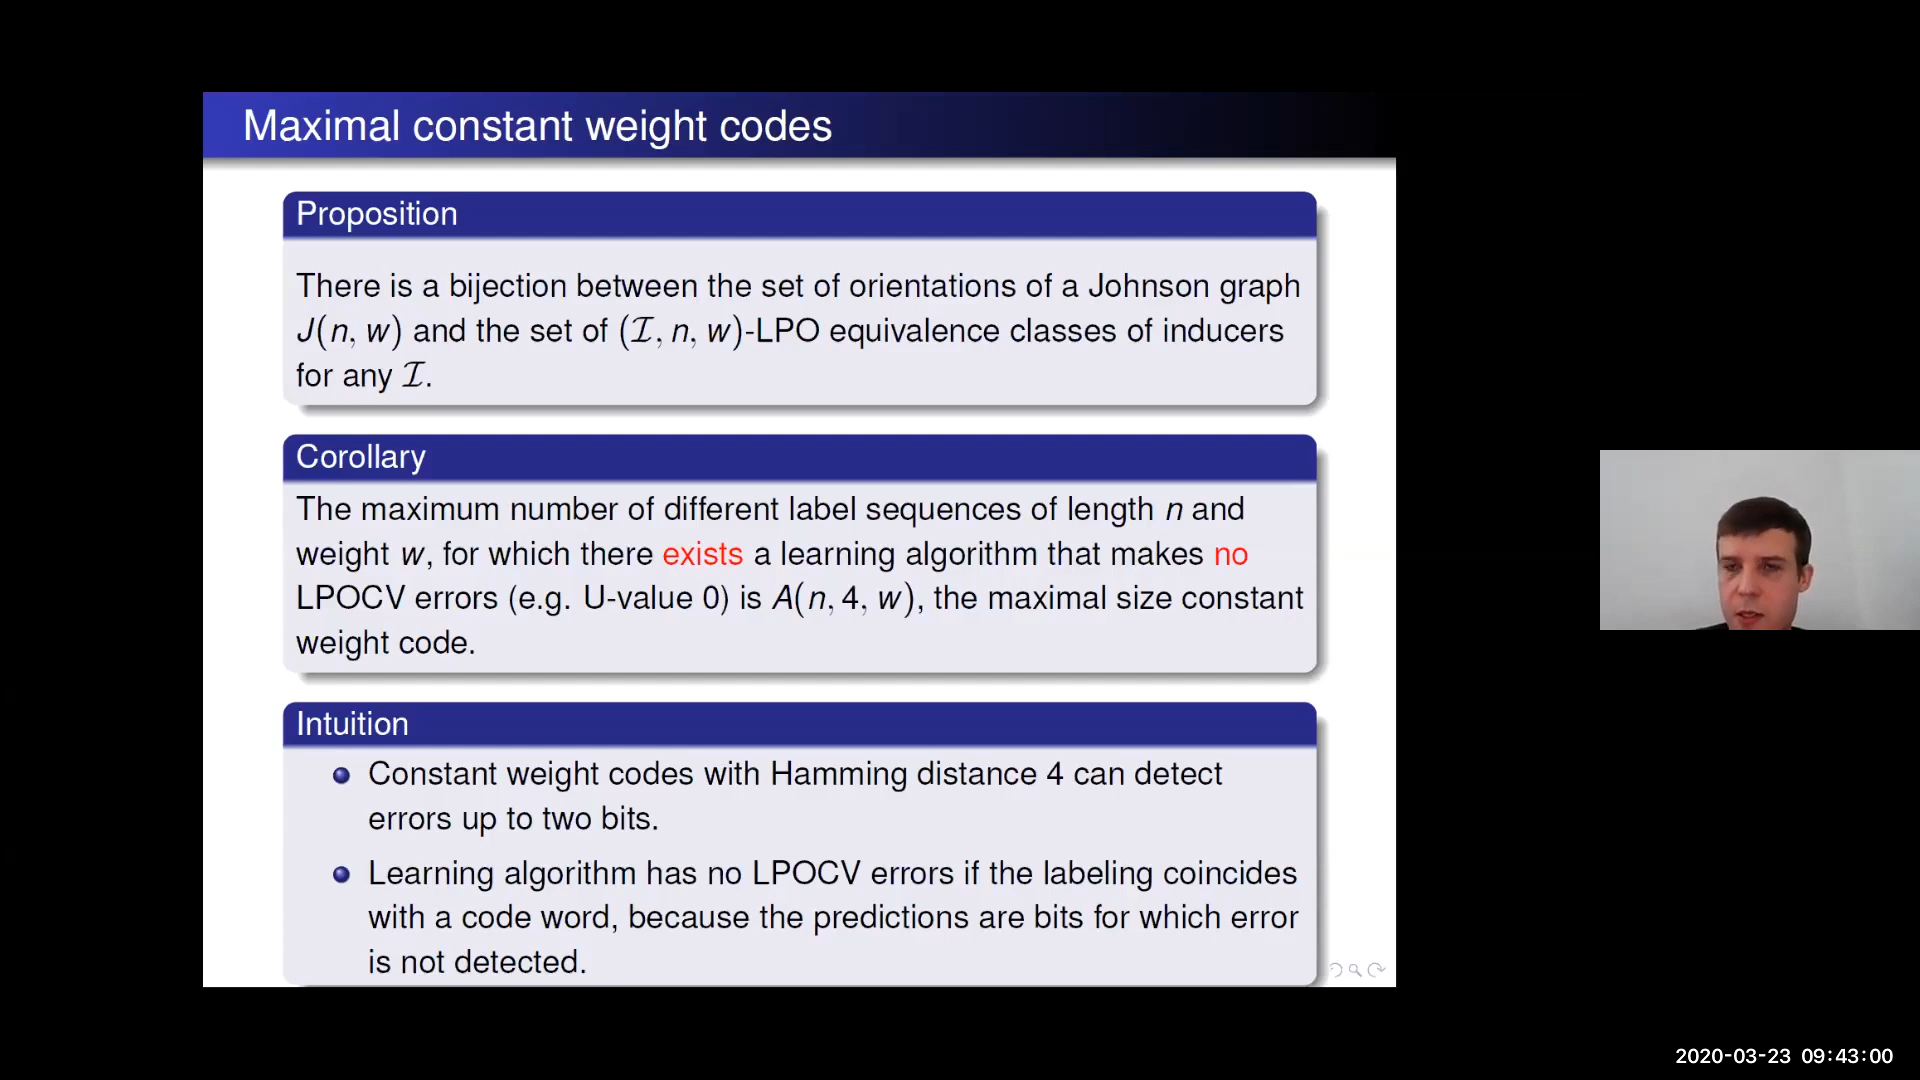 Maximal constant weight codes
Proposition
There is a bijection between the set of orientations of a Johnson graph
J(n, w) and the set of (ℐ, n, w)-LPO equivalence classes of inducers
for any ℐ.
Corollary
The maximum number of different label sequences of length n and
weight w, for which there exists a learning algorithm that makes no
LPOCV errors (e.g. U-value 0) is A(n, 4, w), the maximal size constant
weight code.
Intuition
Constant weight codes with Hamming distance 4 can detect
errors up to two bits.
Learning algorithm has no LPOCV errors if the labeling coincides
with a code word, because the predictions are bits for which error
is not detected.
2020-03-23 09:43:00